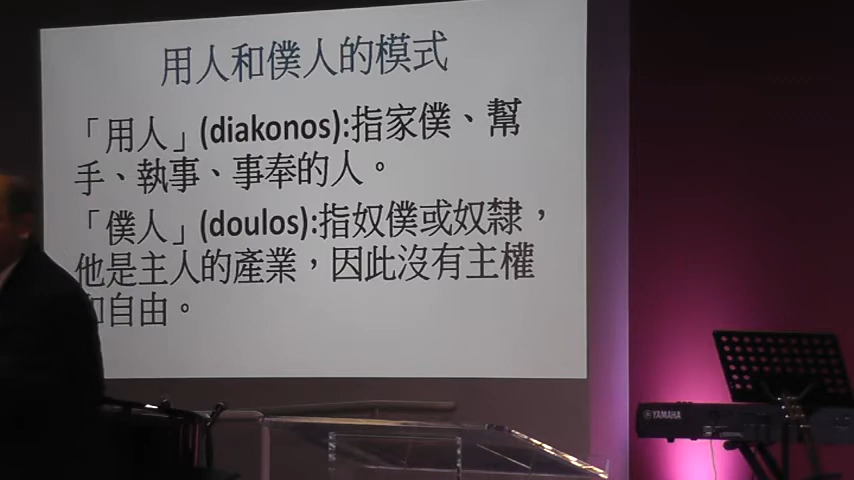 用人和僕人的模式
「用人」(diakonos):指家僕、幫
手、執事、事奉的人。
「僕人」(doulos):指奴僕或奴隸，
他是主人的產業，因此沒有主權
和自由。
YAMAHA